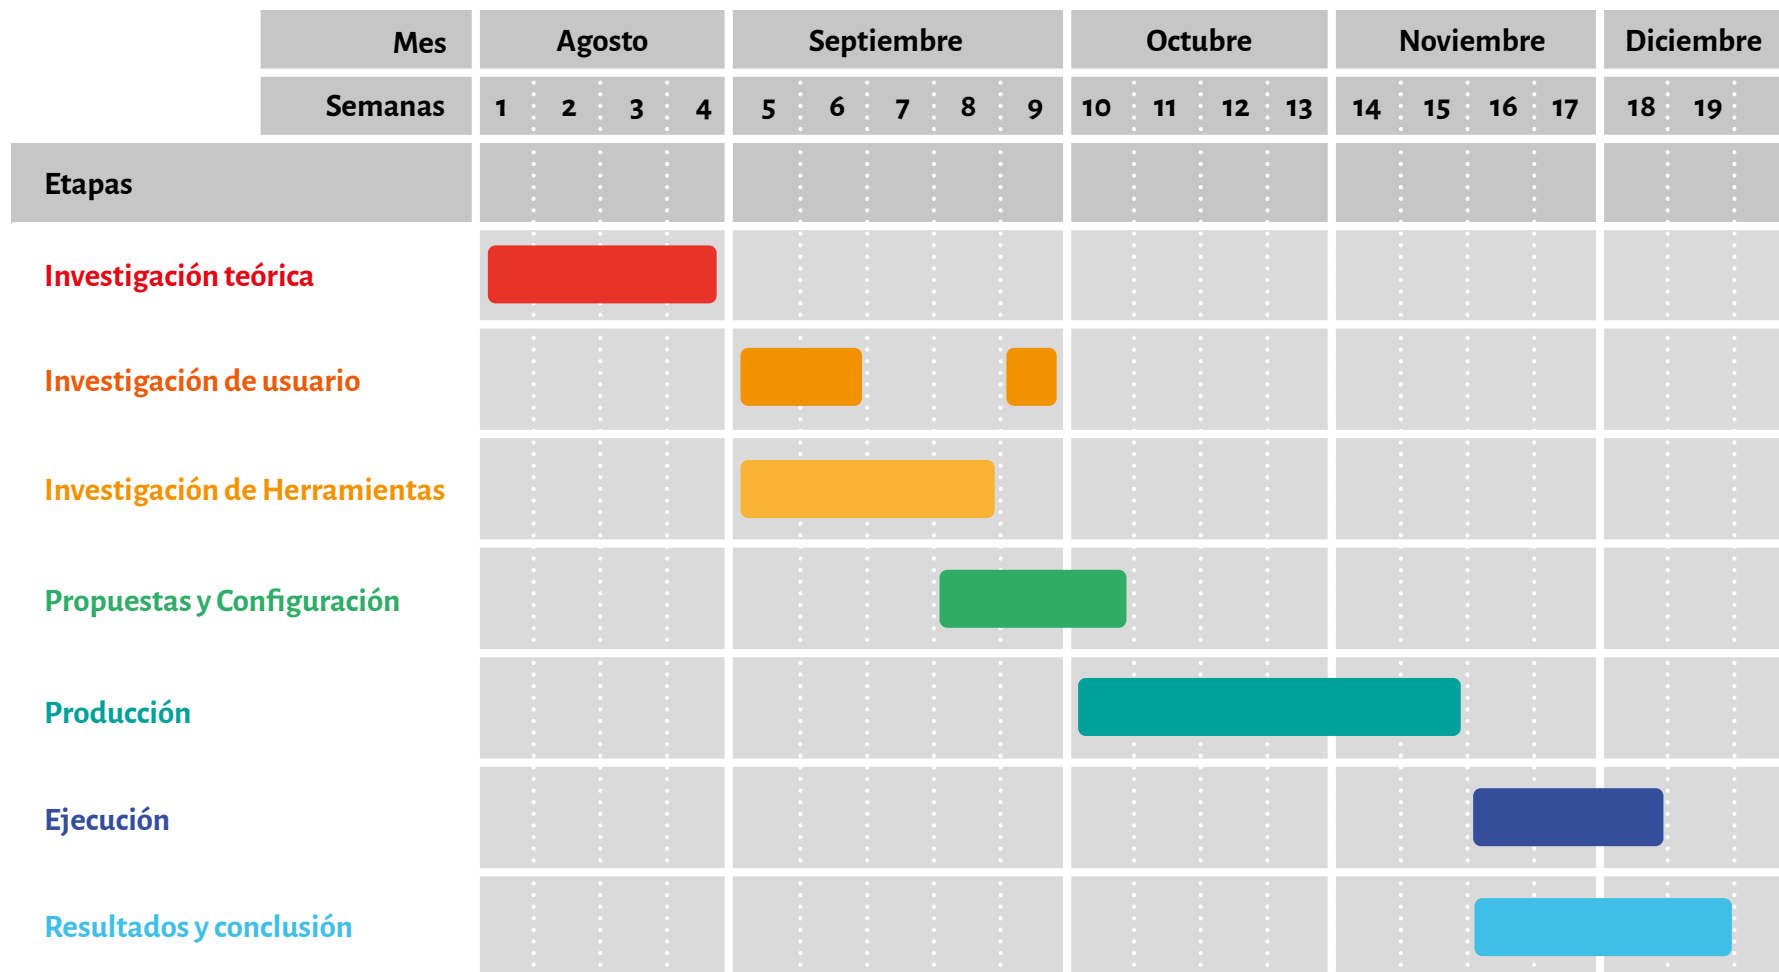 Mes Agosto Septiembre Octubre Noviembre Diciembre
Semanas 1 2 3 4 5 6 7 8 9 10 11 12 13 14 15 16 17 18 19
Etapas
Investigación teórica
Investigación de usuario
Investigación de Herramientas
Propuestas y Configuración
Producción
Ejecución
Resultados y conclusión